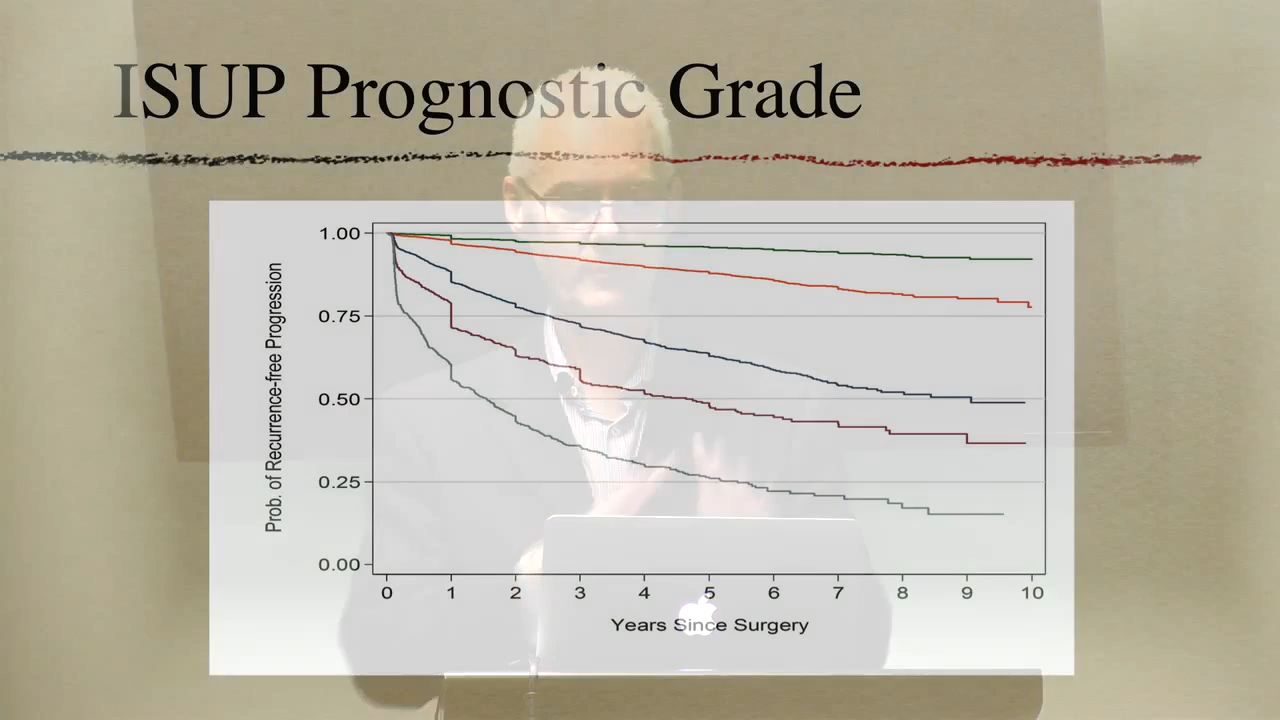 ISUP Prognostic Grade
Prob. of Recurrence-free Progression
1.00
0.75
0.50
0.25
0.00
0 1 2 3 4 5 6 7 8 9 10
Years Since Surgery